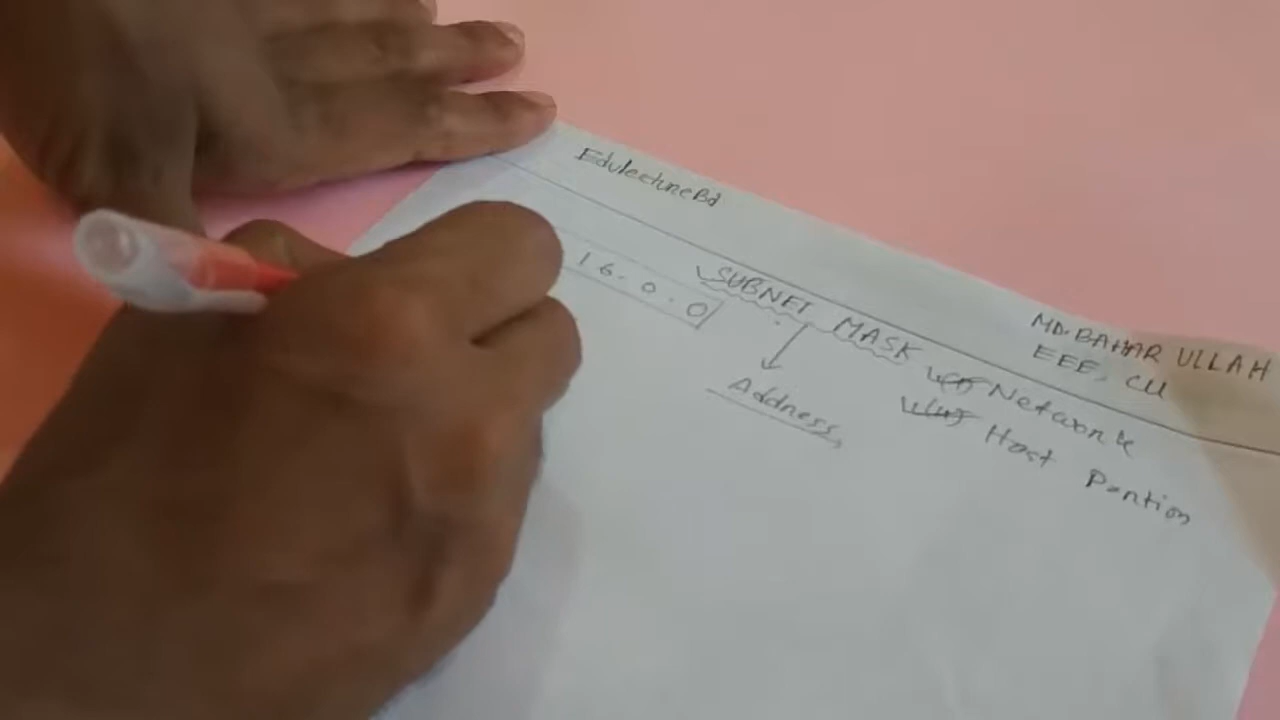 EdulectureBd
MD. BAHAR ULLAH
EEE, CU
16.0.0
SUBNET MASK
Network
Host Portion
Address,